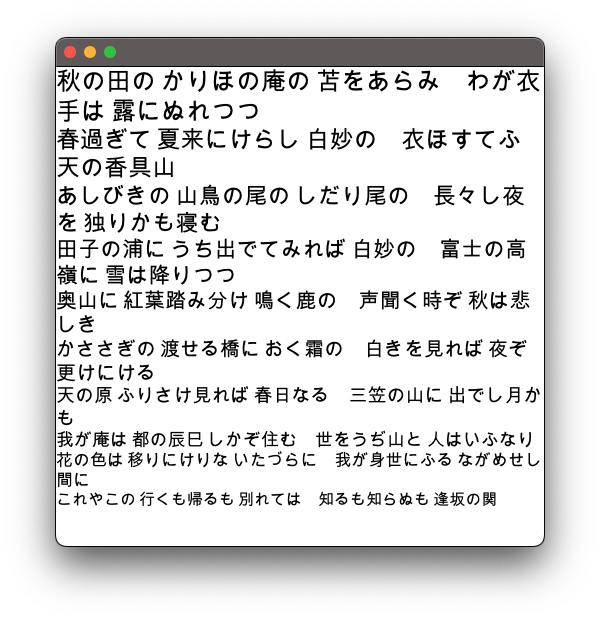 秋の田の かりほの庵の 苫をあらみ　わが衣
手は 露にぬれつつ
春過ぎて 夏来にけらし 白妙の　衣ほすてふ
天の香具山
あしびきの 山鳥の尾の しだり尾の　長々し夜
を 独りかも寝む
田子の浦に うち出でてみれば 白妙の　富士の高
嶺に 雪は降りつつ
奥山に 紅葉踏み分け 鳴く鹿の　声聞く時ぞ 秋は悲
しき
かささぎの 渡せる橋に おく霜の　白きを見れば 夜ぞ
更けにける
天の原 ふりさけ見れば 春日なる　三笠の山に 出でし月か
も
我が庵は 都の辰巳 しかぞ住む　世をうぢ山と 人はいふなり
花の色は 移りにけりな いたづらに　我が身世にふる ながめせし
間に
これやこの 行くも帰るも 別れては　知るも知らぬも 逢坂の関